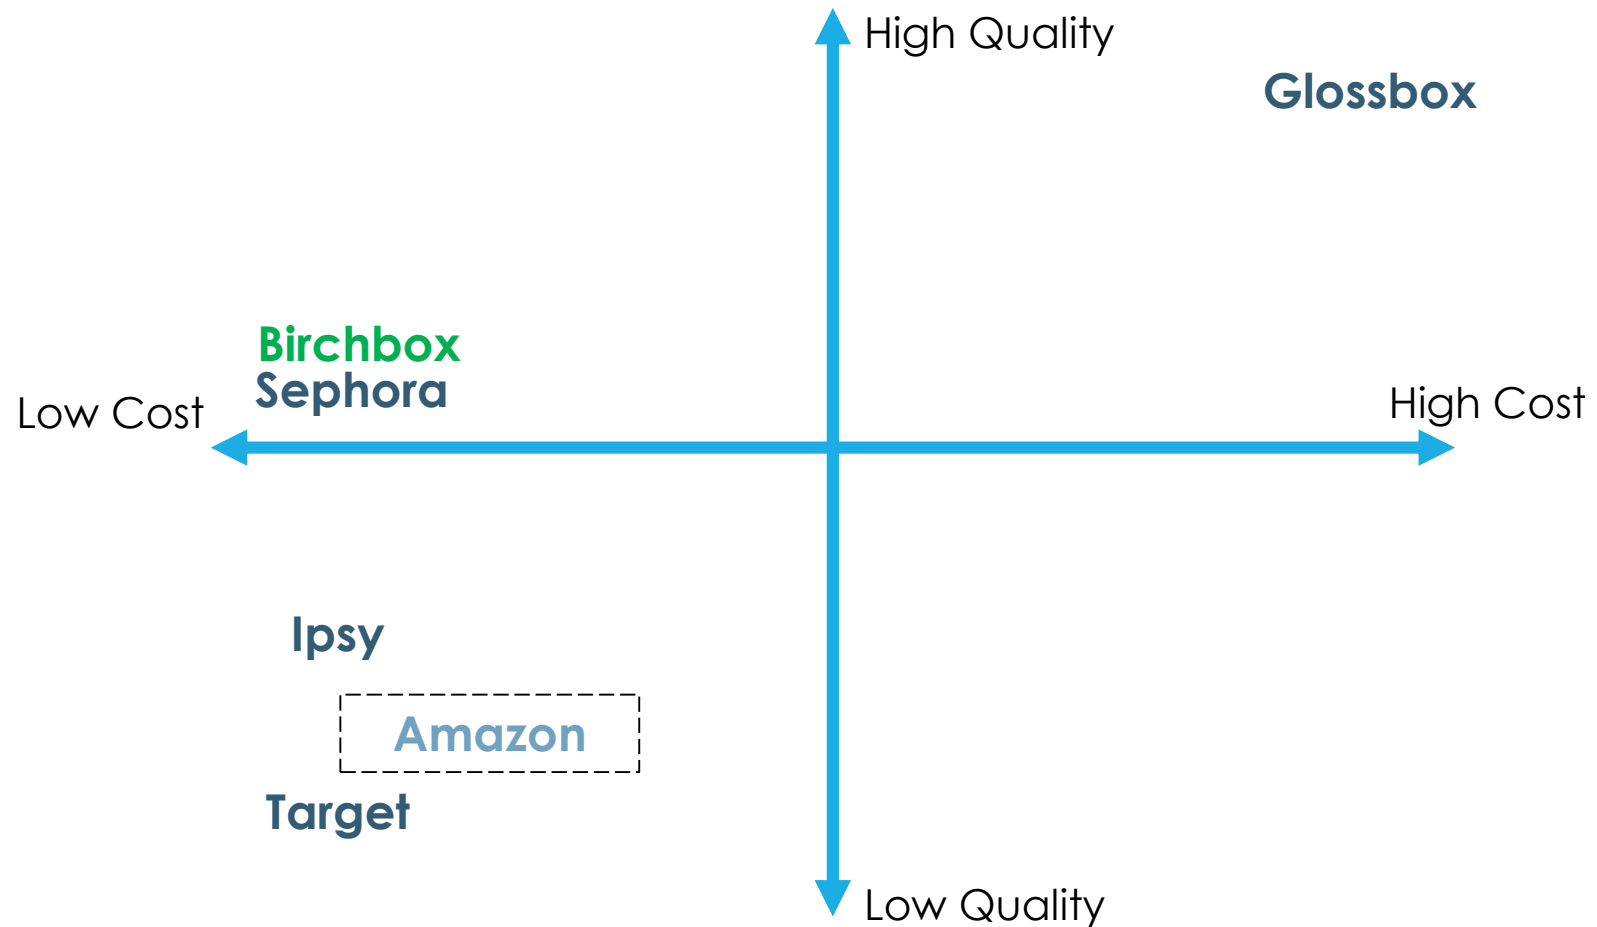 High Quality
Glossbox
Birchbox
Sephora
Low Cost
High Cost
Ipsy
Amazon
Target
Low Quality